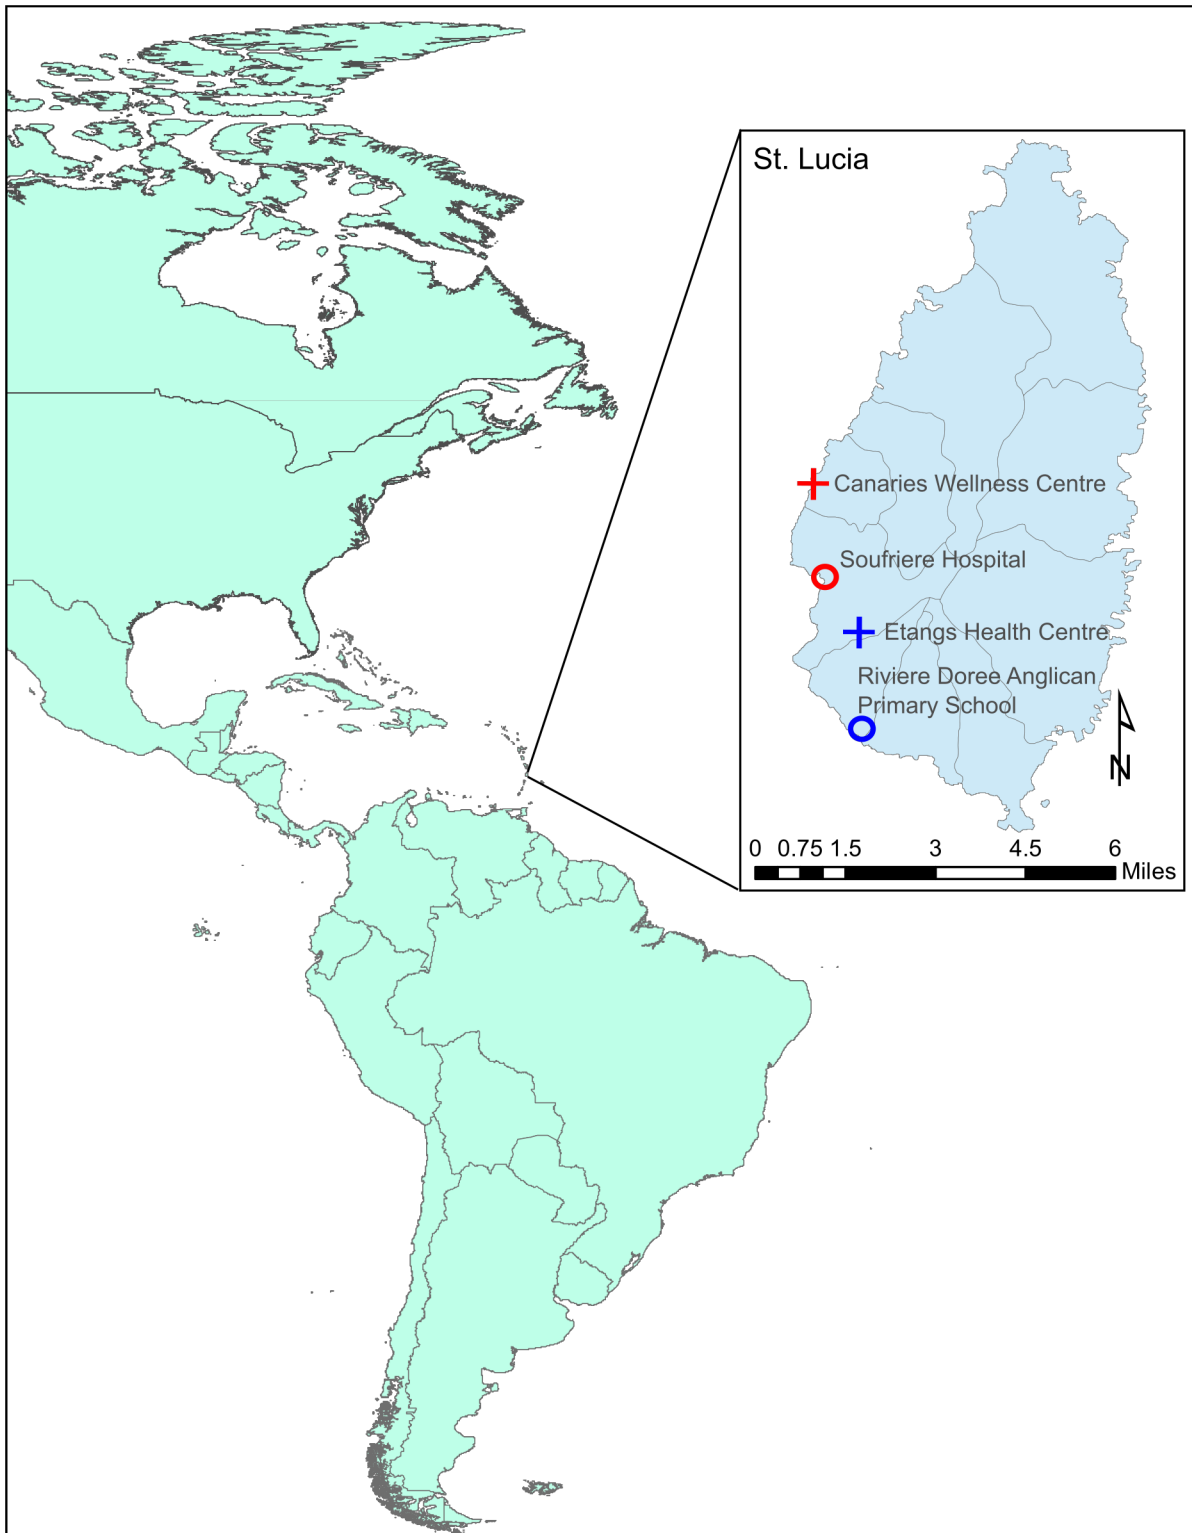 St. Lucia
Canaries Wellness Centre
Soufriere Hospital
Etangs Health Centre
Riviere Doree Anglican
Primary School
N
0 0.75 1.5 3 4.5 6
Miles